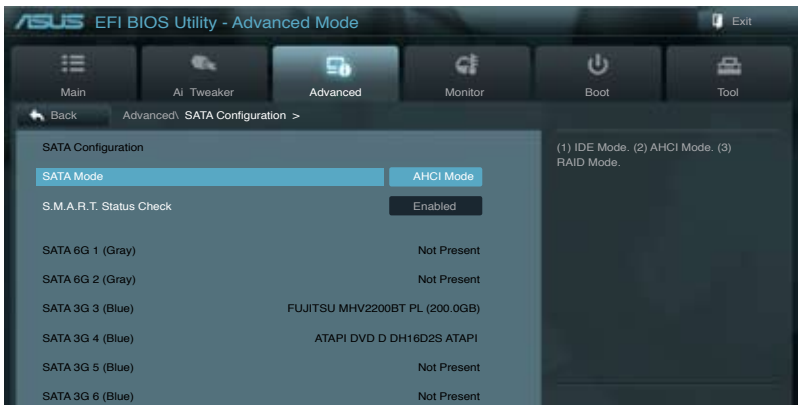 ASUS EFI BIOS Utility - Advanced Mode
Exit
Main
Ai Tweaker
Advanced
Monitor
Boot
Tool
Back
Advanced\ SATA Configuration >
SATA Configuration
SATA Mode AHCI Mode
S.M.A.R.T. Status Check Enabled
SATA 6G 1 (Gray) Not Present
SATA 6G 2 (Gray) Not Present
SATA 3G 3 (Blue) FUJITSU MHV2200BT PL (200.0GB)
SATA 3G 4 (Blue) ATAPI DVD D DH16D2S ATAPI
SATA 3G 5 (Blue) Not Present
SATA 3G 6 (Blue) Not Present
(1) IDE Mode. (2) AHCI Mode. (3)
RAID Mode.